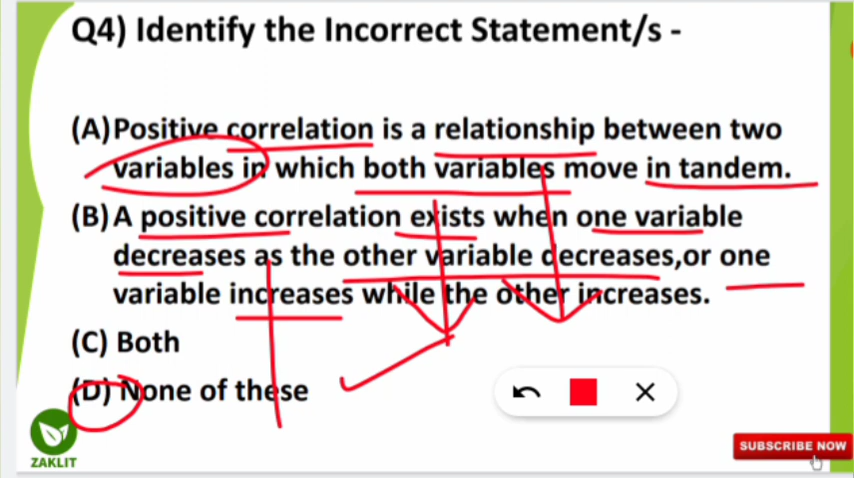 Q4) Identify the Incorrect Statement/s -
(A) Positive correlation is a relationship between two
variables in which both variables move in tandem.
(B) A positive correlation exists when one variable
decreases as the other variable decreases,or one
variable increases while the other increases.
(C) Both
(D) None of these
ZAKLIT
SUBSCRIBE NOW